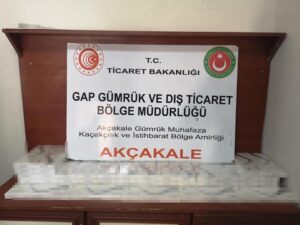 T.C.
TİCARET BAKANLIĞI
GAP GÜMRÜK VE DIŞ TİCARET
BÖLGE MÜDÜRLÜĞÜ
Akçakale Gümrük Muhafaza
Kaçakçılık ve İstihbarat Bölge Amirliği
AKÇAKALE